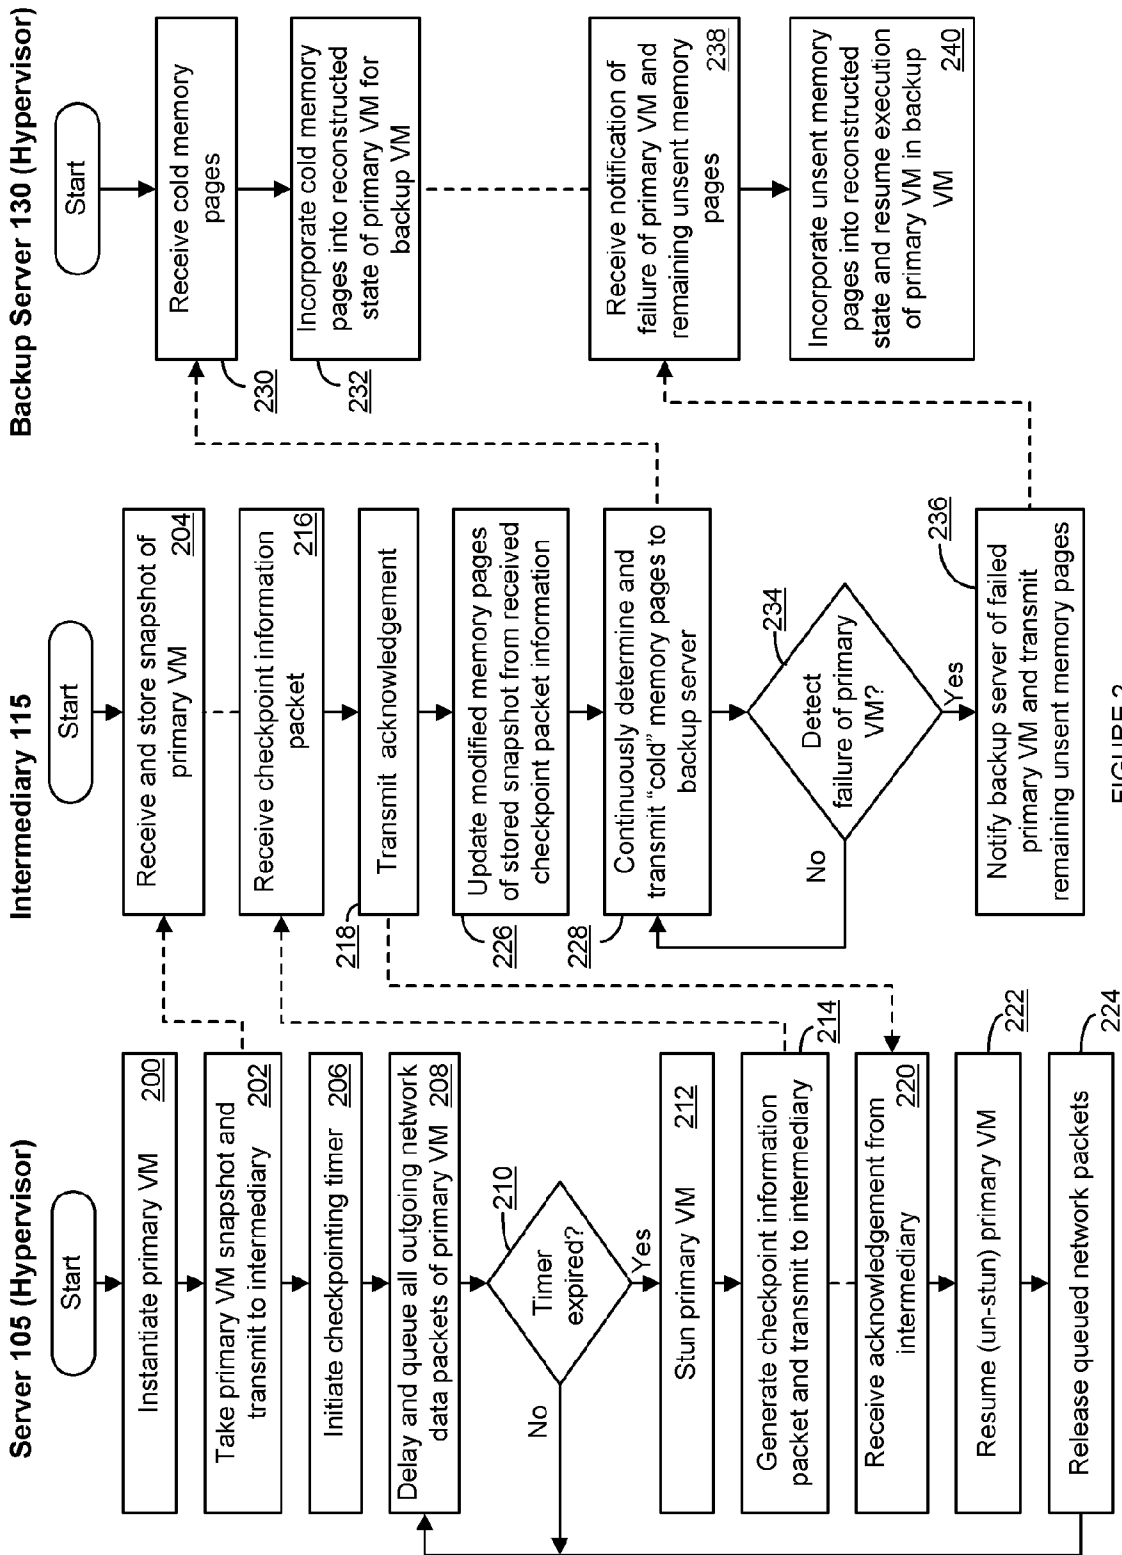 Server 105 (Hypervisor)
Start
Instantiate primary VM
200
Take primary VM snapshot and
transmit to intermediary
202
Initiate checkpointing timer
206
Delay and queue all outgoing network
data packets of primary VM
208
Timer
expired?
210
No
Yes
Stun primary VM
212
Generate checkpoint information
packet and transmit to intermediary
214
Receive acknowledgement from
intermediary
220
Resume (un-stun) primary VM
222
Release queued network packets
224
Intermediary 115
Start
Receive and store snapshot of
primary VM
204
Receive checkpoint information
packet
216
Transmit acknowledgement
218
Update modified memory pages
of stored snapshot from received
checkpoint packet information
226
Continuously determine and
transmit “cold” memory pages to
backup server
228
Detect
failure of primary
VM?
234
No
Yes
Notify backup server of failed
primary VM and transmit
remaining unsent memory pages
236
Backup Server 130 (Hypervisor)
Start
Receive cold memory
pages
230
Incorporate cold memory
pages into reconstructed
state of primary VM for
backup VM
232
Receive notification of
failure of primary VM and
remaining unsent memory
pages
238
Incorporate unsent memory
pages into reconstructed
state and resume execution
of primary VM in backup
VM
240
FIGURE 2